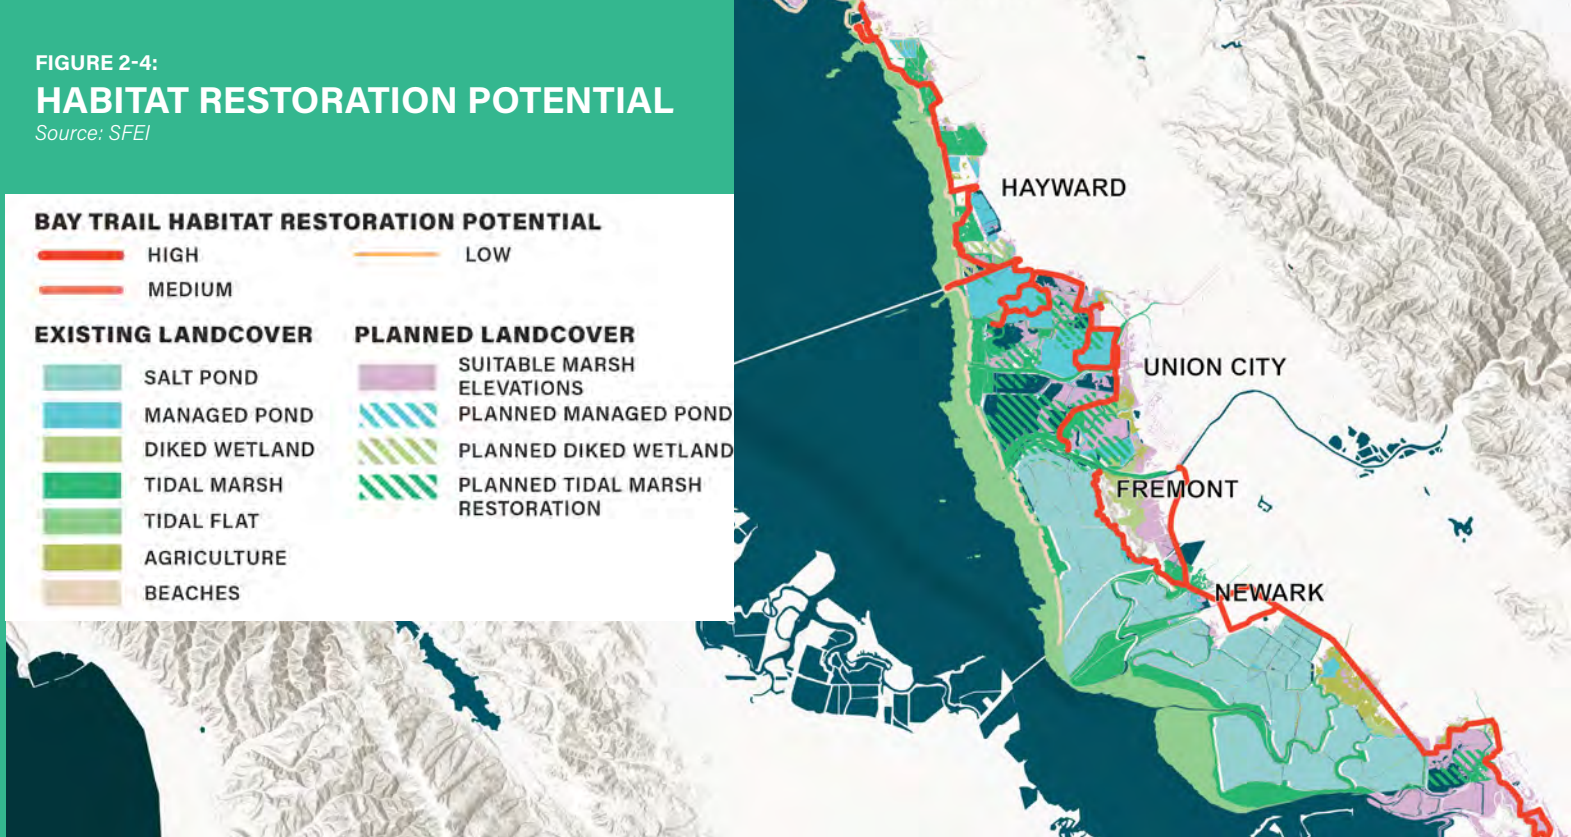 FIGURE 2-4:
HABITAT RESTORATION POTENTIAL
Source: SFEI
BAY TRAIL HABITAT RESTORATION POTENTIAL
HIGH
LOW
MEDIUM
EXISTING LANDCOVER
SALT POND
MANAGED POND
DIKED WETLAND
TIDAL MARSH
TIDAL FLAT
AGRICULTURE
BEACHES
PLANNED LANDCOVER
SUITABLE MARSH
ELEVATIONS
PLANNED MANAGED POND
PLANNED DIKED WETLAND
PLANNED TIDAL MARSH
RESTORATION
HAYWARD
UNION CITY
FREMONT
NEWARK